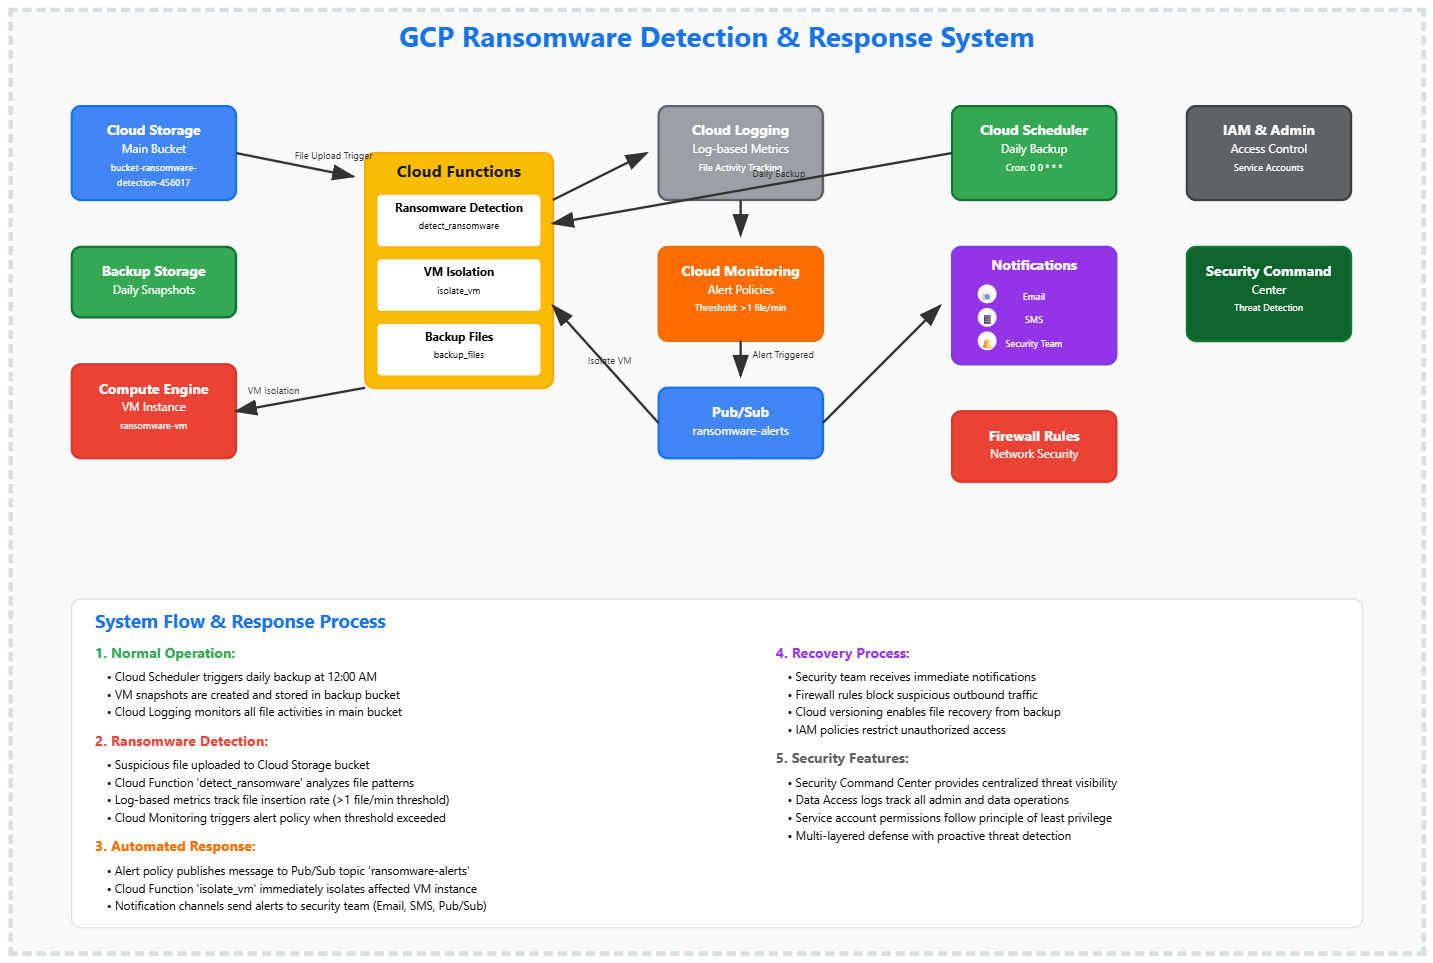 GCP Ransomware Detection & Response System
Cloud Storage
Main Bucket
bucket-ransomware-
detection-456017
File Upload Trigger
Cloud Functions
Ransomware Detection
detect_ransomware
VM Isolation
isolate_vm
Backup Files
backup_files
Cloud Logging
Log-based Metrics
File Activity Tracking
Daily Backup
Cloud Scheduler
Daily Backup
Cron: 0 0 * * *
IAM & Admin
Access Control
Service Accounts
Backup Storage
Daily Snapshots
Cloud Monitoring
Alert Policies
Threshold: >1 file/min
Notifications
Email
SMS
Security Team
Security Command
Center
Threat Detection
Compute Engine
VM Instance
ransomware-vm
VM Isolation
Isolate VM
Alert Triggered
Pub/Sub
ransomware-alerts
Firewall Rules
Network Security
System Flow & Response Process
1. Normal Operation:
• Cloud Scheduler triggers daily backup at 12:00 AM
• VM snapshots are created and stored in backup bucket
• Cloud Logging monitors all file activities in main bucket
2. Ransomware Detection:
• Suspicious file uploaded to Cloud Storage bucket
• Cloud Function 'detect_ransomware' analyzes file patterns
• Log-based metrics track file insertion rate (>1 file/min threshold)
• Cloud Monitoring triggers alert policy when threshold exceeded
3. Automated Response:
• Alert policy publishes message to Pub/Sub topic 'ransomware-alerts'
• Cloud Function 'isolate_vm' immediately isolates affected VM instance
• Notification channels send alerts to security team (Email, SMS, Pub/Sub)
4. Recovery Process:
• Security team receives immediate notifications
• Firewall rules block suspicious outbound traffic
• Cloud versioning enables file recovery from backup
• IAM policies restrict unauthorized access
5. Security Features:
• Security Command Center provides centralized threat visibility
• Data Access logs track all admin and data operations
• Service account permissions follow principle of least privilege
• Multi-layered defense with proactive threat detection